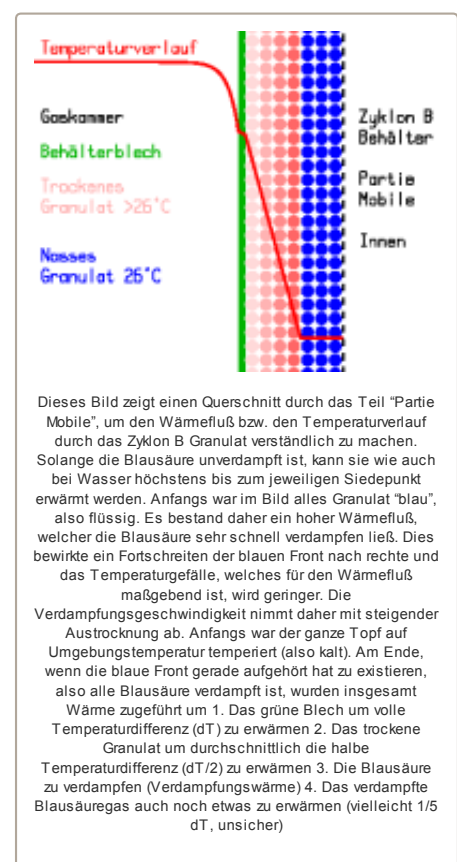 Temperaturverlauf
Gaskammer
Behälterblech
Trockenes
Granulat >26°C
Nasses
Granulat 26°C
Zyklon B
Behälter
Partie
Mobile
Innen
Dieses Bild zeigt einen Querschnitt durch das Teil "Partie
Mobile", um den Wärmefluß bzw. den Temperaturverlauf
durch das Zyklon B Granulat verständlich zu machen.
Solange die Blausäure unverdampft ist, kann sie wie auch
bei Wasser höchstens bis zum jeweiligen Siedepunkt
erwärmt werden. Anfangs war im Bild alles Granulat "blau",
also flüssig. Es bestand daher ein hoher Wärmefluß,
welcher die Blausäure sehr schnell verdampfen ließ. Dies
bewirkte ein Fortschreiten der blauen Front nach rechte und
das Temperaturgefälle, welches für den Wärmefluß
maßgebend ist, wird geringer. Die
Verdampfungsgeschwindigkeit nimmt daher mit steigender
Austrocknung ab. Anfangs war der ganze Topf auf
Umgebungstemperatur temperiert (also kalt). Am Ende,
wenn die blaue Front gerade aufgehört hat zu existieren,
also alle Blausäure verdampft ist, wurden insgesamt
Wärme zugeführt um 1. Das grüne Blech um volle
Temperaturdifferenz (dT) zu erwärmen 2. Das trockene
Granulat um durchschnittlich die halbe
Temperaturdifferenz (dT/2) zu erwärmen 3. Die Blausäure
zu verdampfen (Verdampfungswärme) 4. Das verdampfte
Blausäuregas auch noch etwas zu erwärmen (vielleicht 1/5
dT, unsicher)